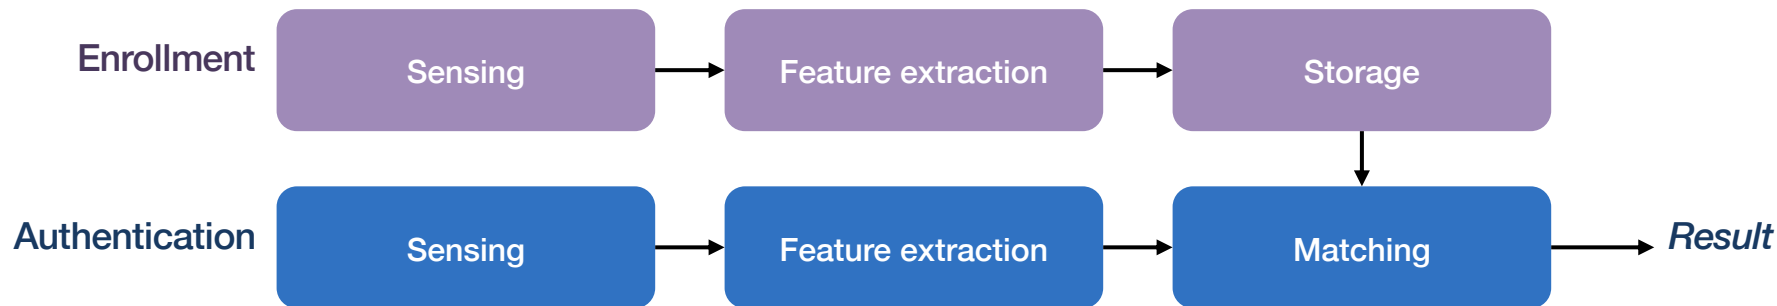 Enrollment
Sensing
Feature extraction
Storage
Authentication
Sensing
Feature extraction
Matching
Result